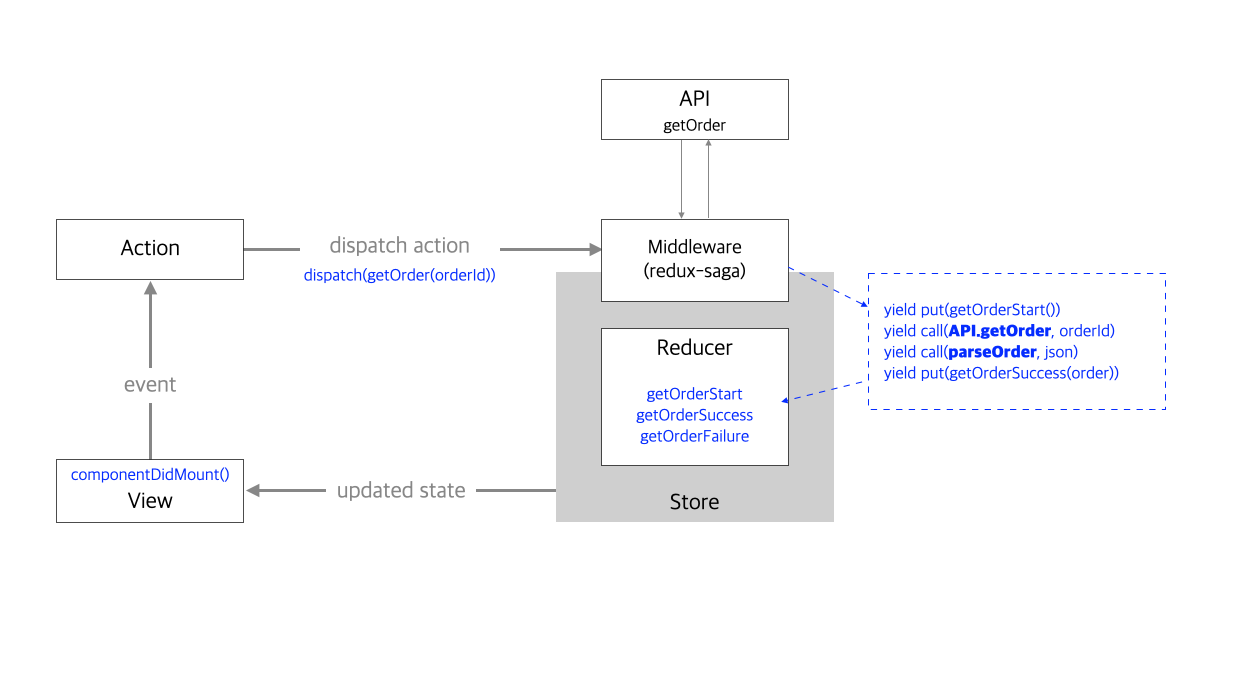 API
getOrder
Action
dispatch action
dispatch(getOrder(orderId))
Middleware
(redux-saga)
yield put(getOrderStart())
yield call(API.getOrder, orderId)
yield call(parseOrder, json)
yield put(getOrderSuccess(order))
Reducer
getOrderStart
getOrderSuccess
getOrderFailure
event
componentDidMount()
View
updated state
Store